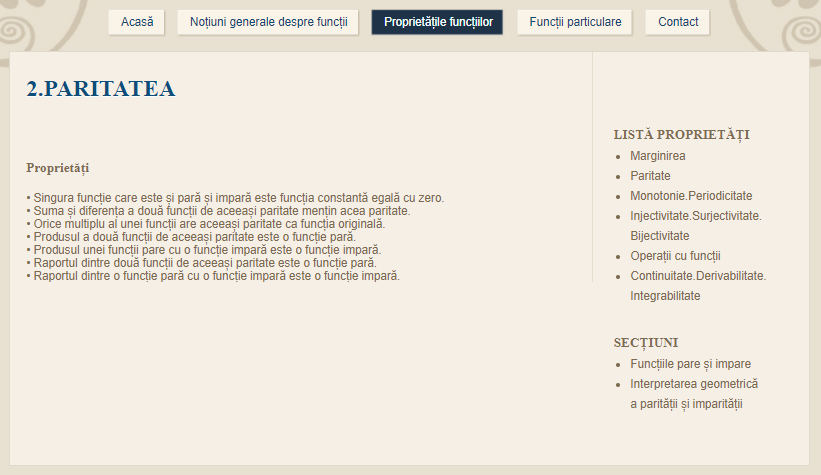 Acasă
Noțiuni generale despre funcții
Proprietățile funcțiilor
Funcții particulare
Contact
2.PARITATEA
Proprietăți
• Singura funcție care este și pară și impară este funcția constantă egală cu zero.
• Suma și diferența a două funcții de aceeași paritate mențin acea paritate.
• Orice multiplu al unei funcții are aceeași paritate ca funcția originală.
• Produsul a două funcții de aceeași paritate este o funcție pară.
• Produsul unei funcții pare cu o funcție impară este o funcție impară.
• Raportul dintre două funcții de aceeași paritate este o funcție pară.
• Raportul dintre o funcție pară cu o funcție impară este o funcție impară.
LISTĂ PROPRIETĂȚI
• Marginirea
• Paritate
• Monotonie.Periodicitate
• Injectivitate.Surjectivitate.
Bijectivitate
• Operații cu funcții
• Continuitate.Derivabilitate.
Integrabilitate
SECȚIUNI
• Funcțiile pare și impare
• Interpretarea geometrică
a parității și imparității